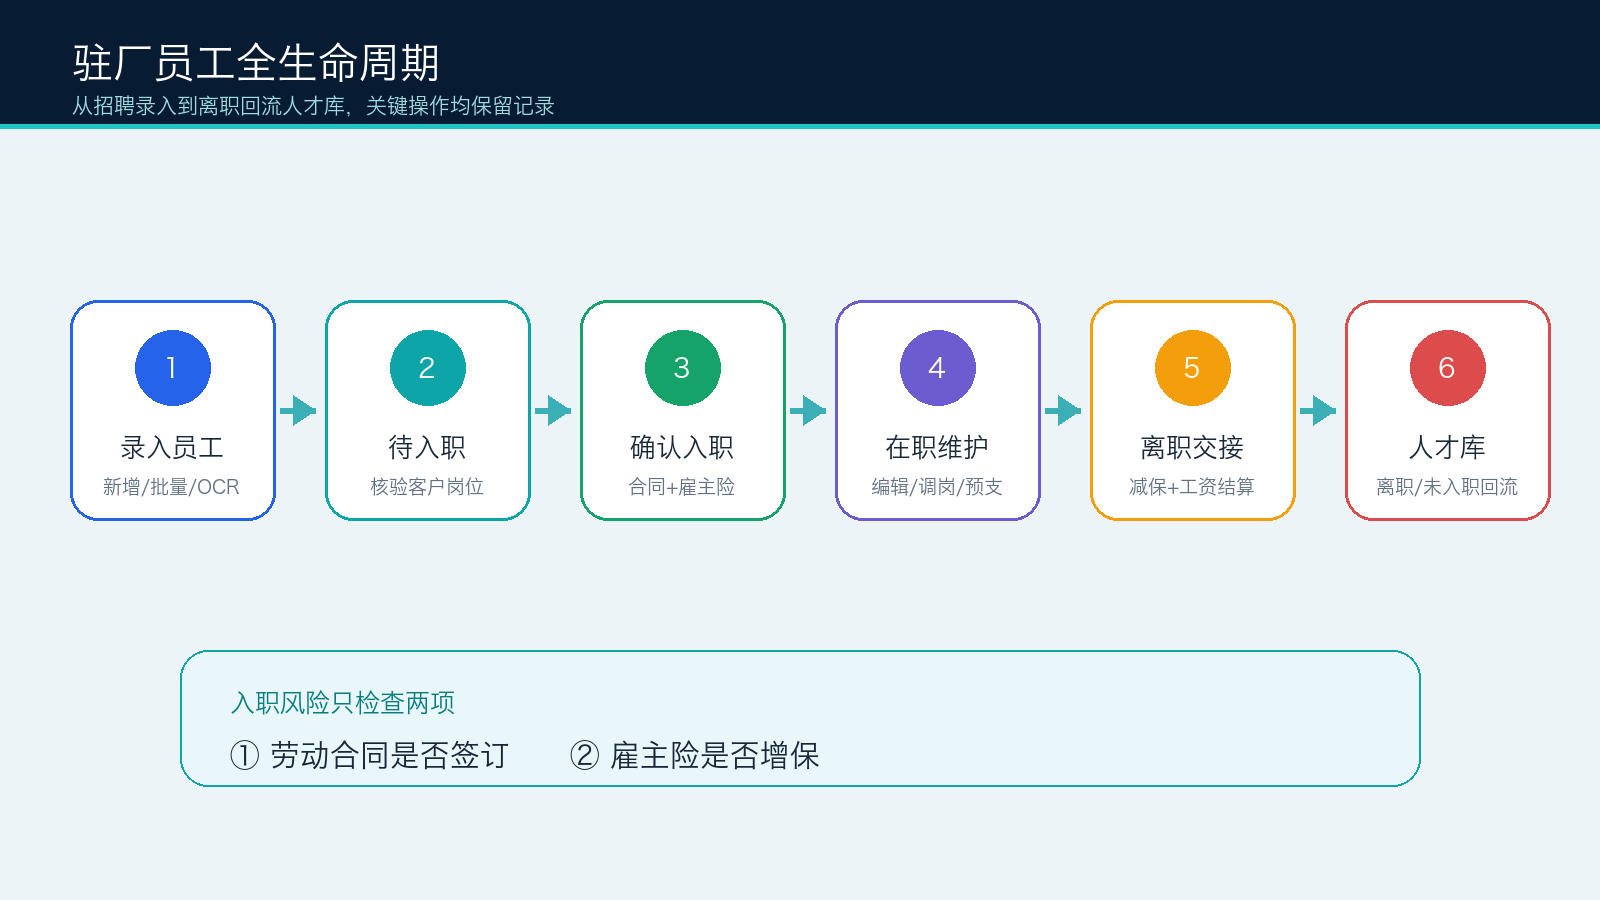 驻厂员工全生命周期
从招聘录入到离职回流人才库，关键操作均保留记录
1
录入员工
新增/批量/OCR
2
待入职
核验客户岗位
3
确认入职
合同+雇主险
4
在职维护
编辑/调岗/预支
5
离职交接
减保+工资结算
6
人才库
离职/未入职回流
入职风险只检查两项
① 劳动合同是否签订 ② 雇主险是否增保